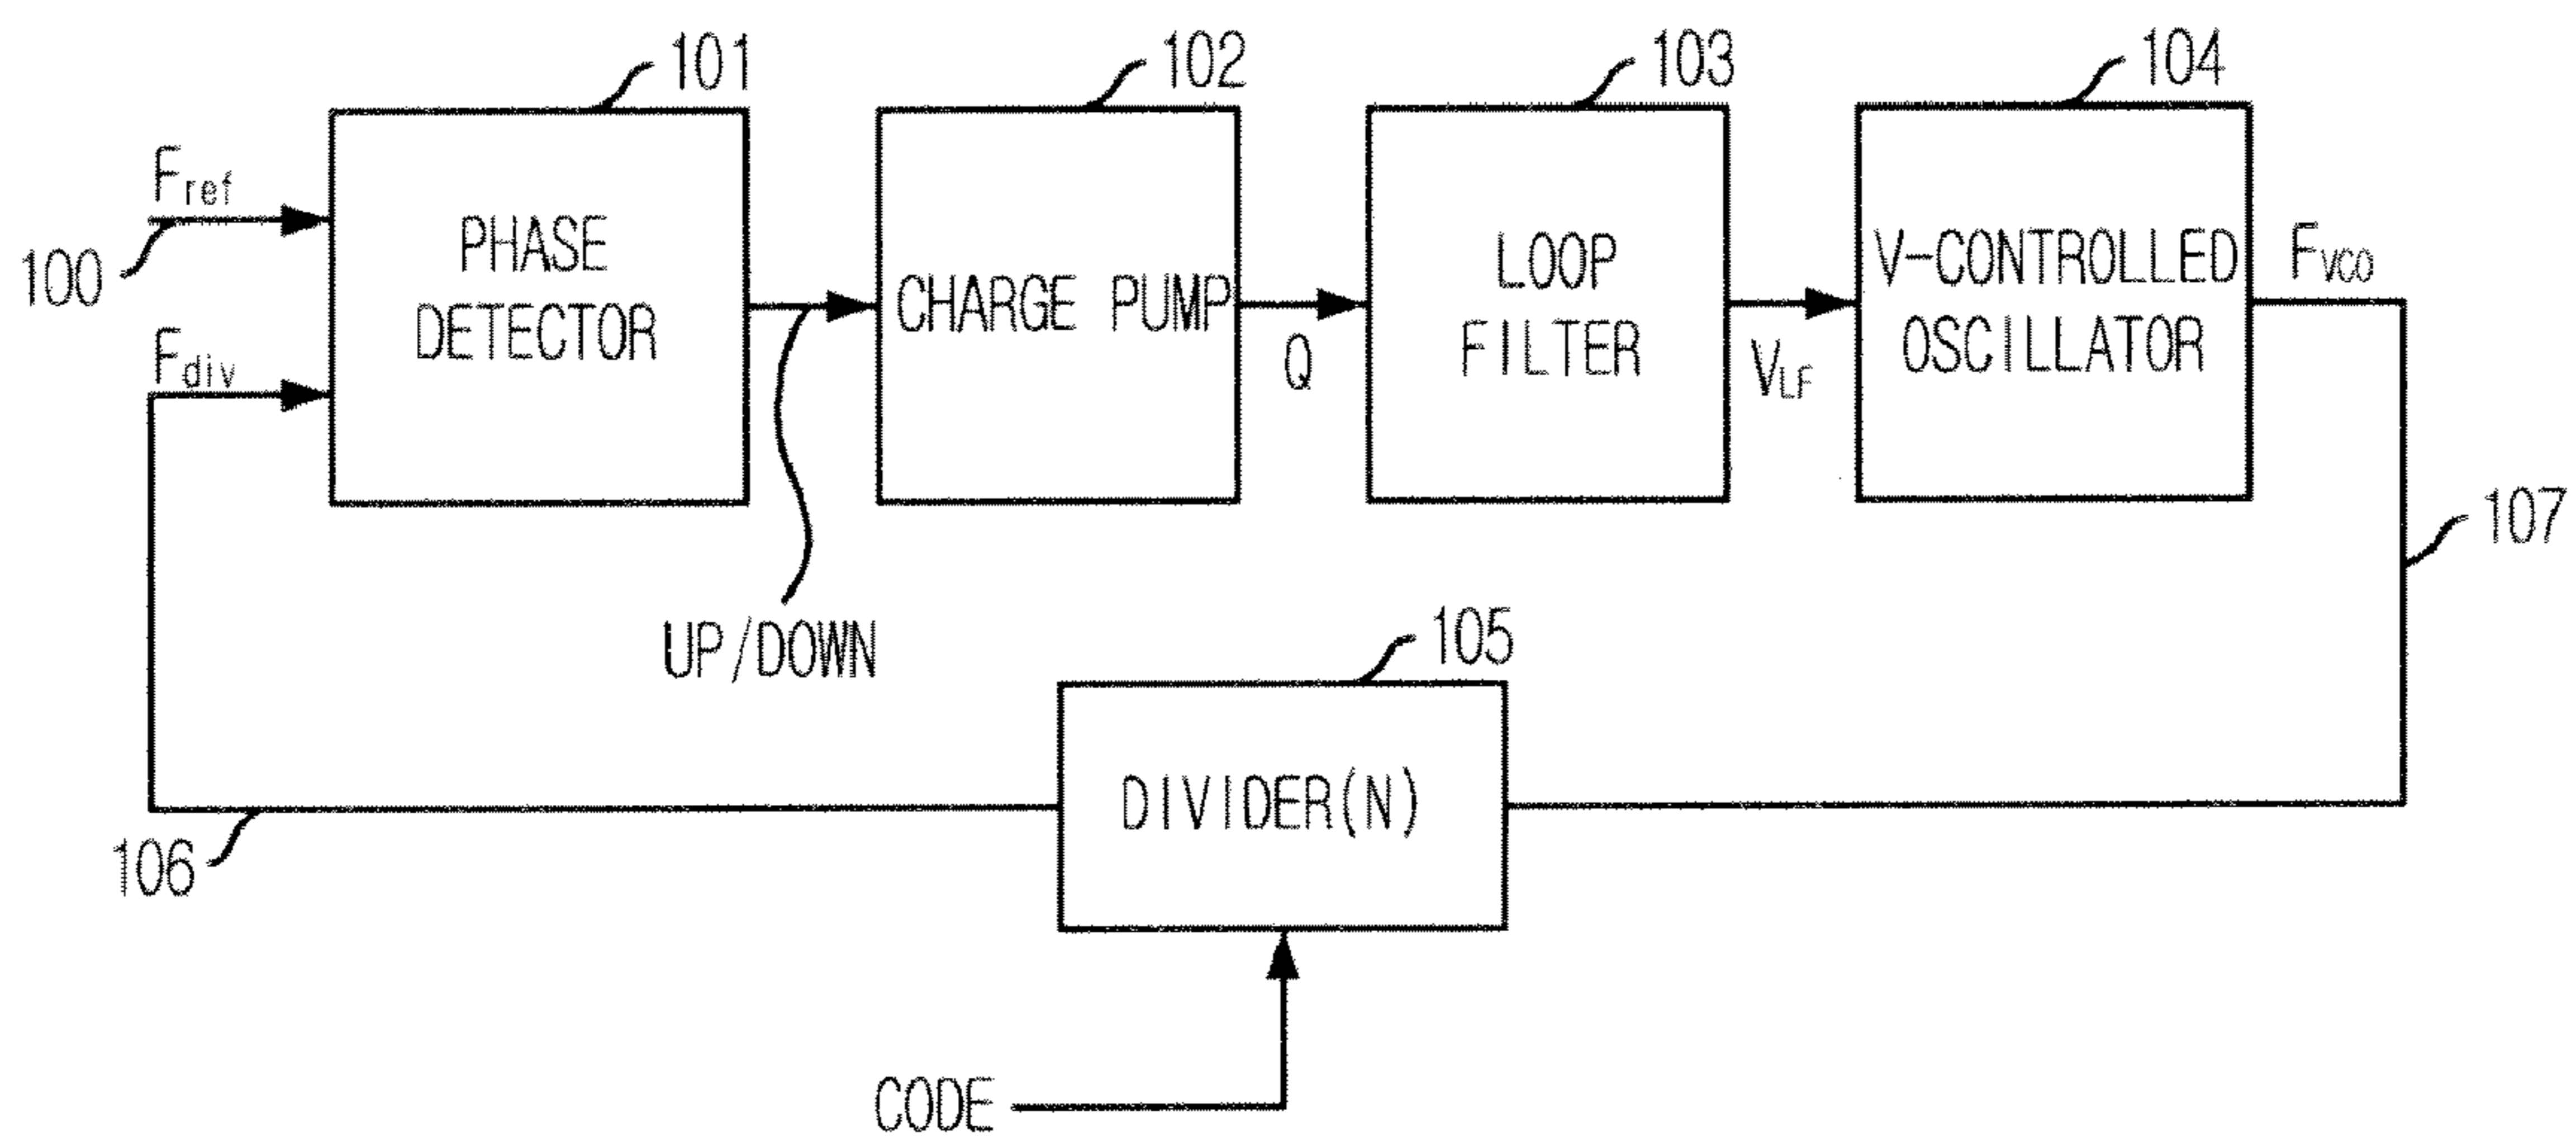 101
102
103
104
Fref
100
PHASE
DETECTOR
Fdiv
CHARGE PUMP
Q
LOOP
FILTER
VLF
V-CONTROLLED
OSCILLATOR
FVCO
107
UP/DOWN
105
DIVIDER(N)
106
CODE